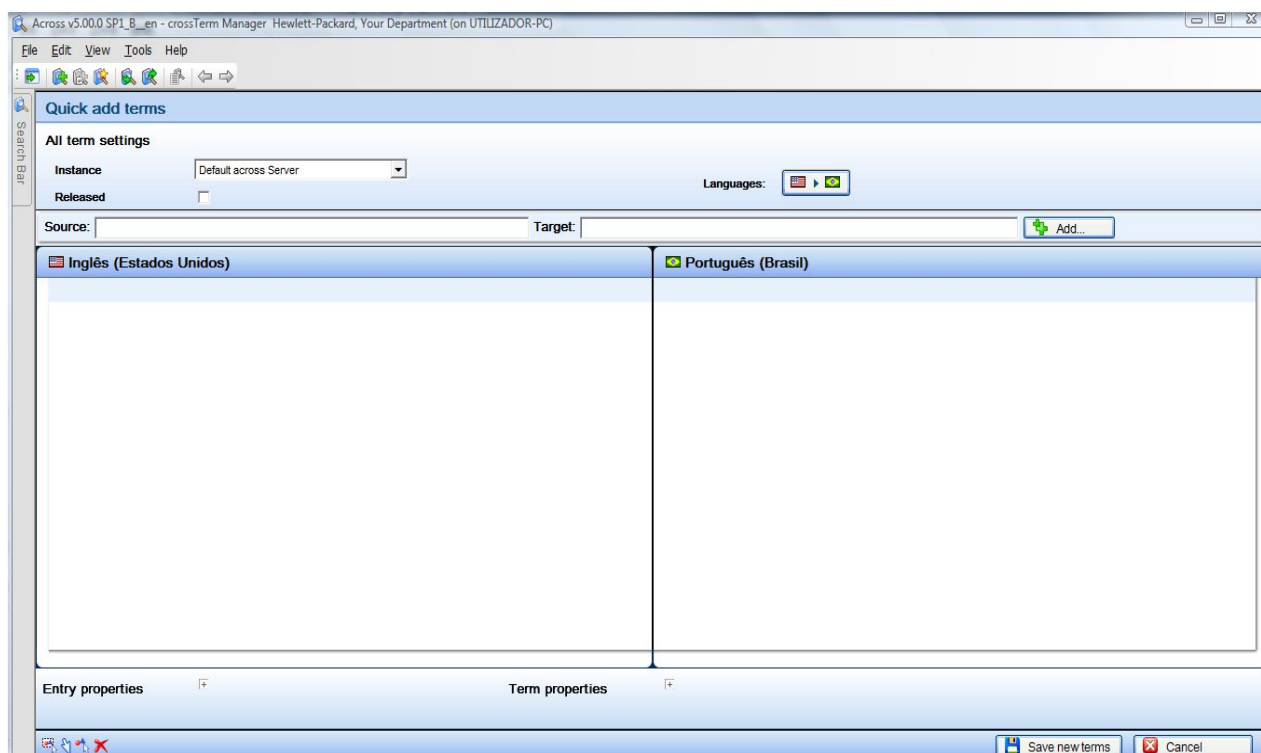 Across v5.00.0 SP1_B__en - crossTerm Manager Hewlett-Packard, Your Department (on UTILIZADOR-PC)
File Edit View Tools Help
Search Bar
Quick add terms
All term settings
Instance Default across Server
Languages:
Released
Source: Target: Add...
Inglês (Estados Unidos) Português (Brasil)
Entry properties Term properties
Save new terms Cancel